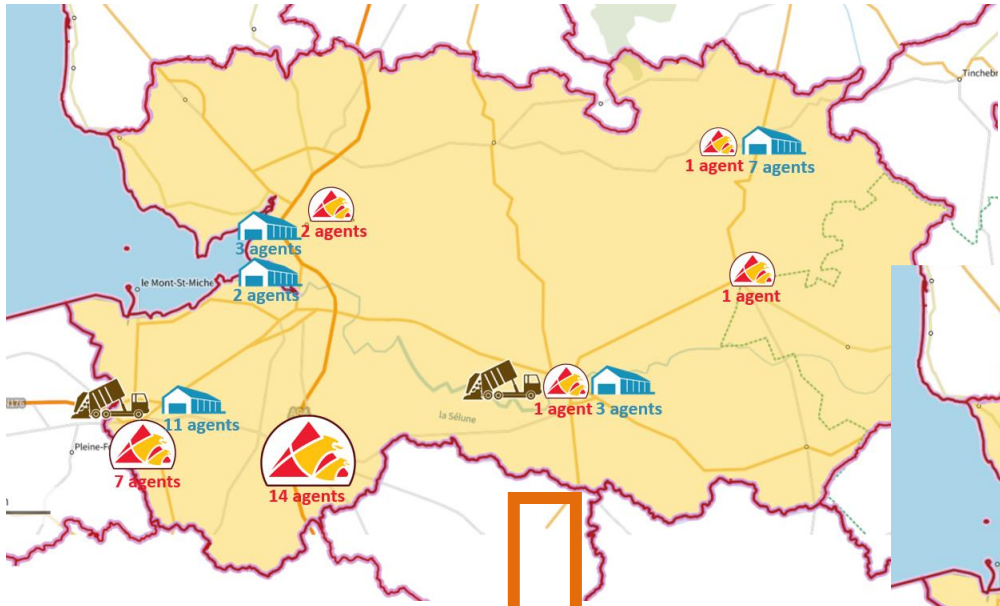 Tinchebr
1 agent
7 agents
2 agents
3 agents
le Mont-St-Miche
2 agents
1 agent
la Sélune
1 agent
3 agents
11 agents
Pleine-Fe
7 agents
14 agents